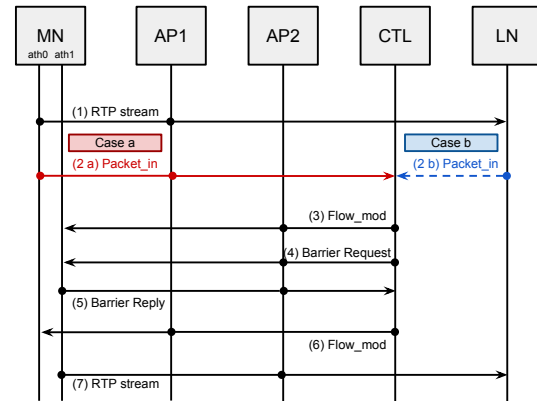 MN AP1 AP2 CTL LN
ath0 ath1
(1) RTP stream
Case a Case b
(2 a) Packet_in (2 b) Packet_in
(3) Flow_mod
(4) Barrier Request
(5) Barrier Reply
(6) Flow_mod
(7) RTP stream